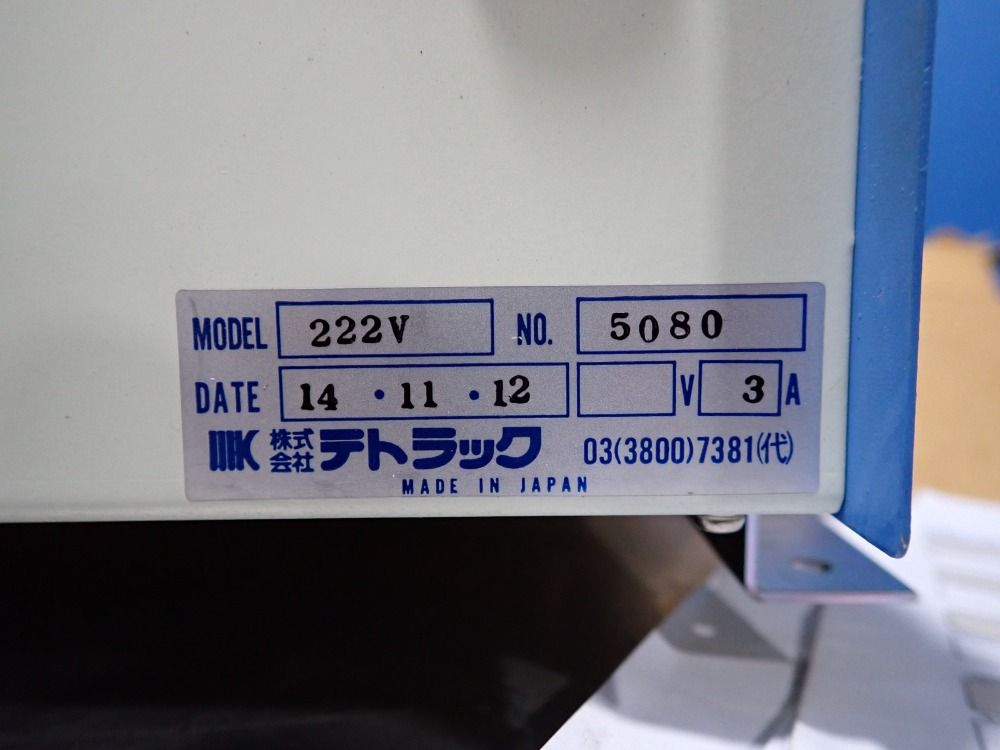 MODEL 222V NO. 5080
DATE 14・11・12 V 3 A
株式会社テトラック 03(3800)7381(代)
MADE IN JAPAN